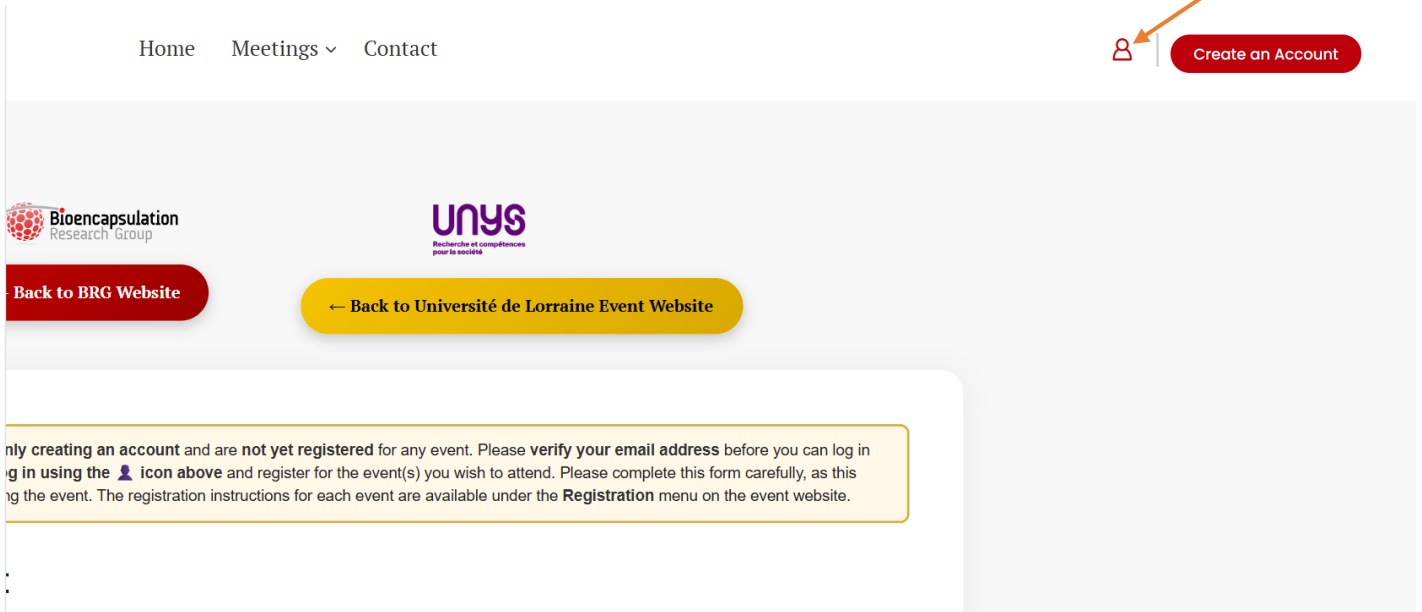 Home Meetings Contact
Create an Account
Bioencapsulation
Research Group
unys
Recherche et compétences
pour la société
Back to BRG Website
← Back to Université de Lorraine Event Website
creating an account and are not yet registered for any event. Please verify your email address before you can log in
in using the icon above and register for the event(s) you wish to attend. Please complete this form carefully, as this
the event. The registration instructions for each event are available under the Registration menu on the event website.